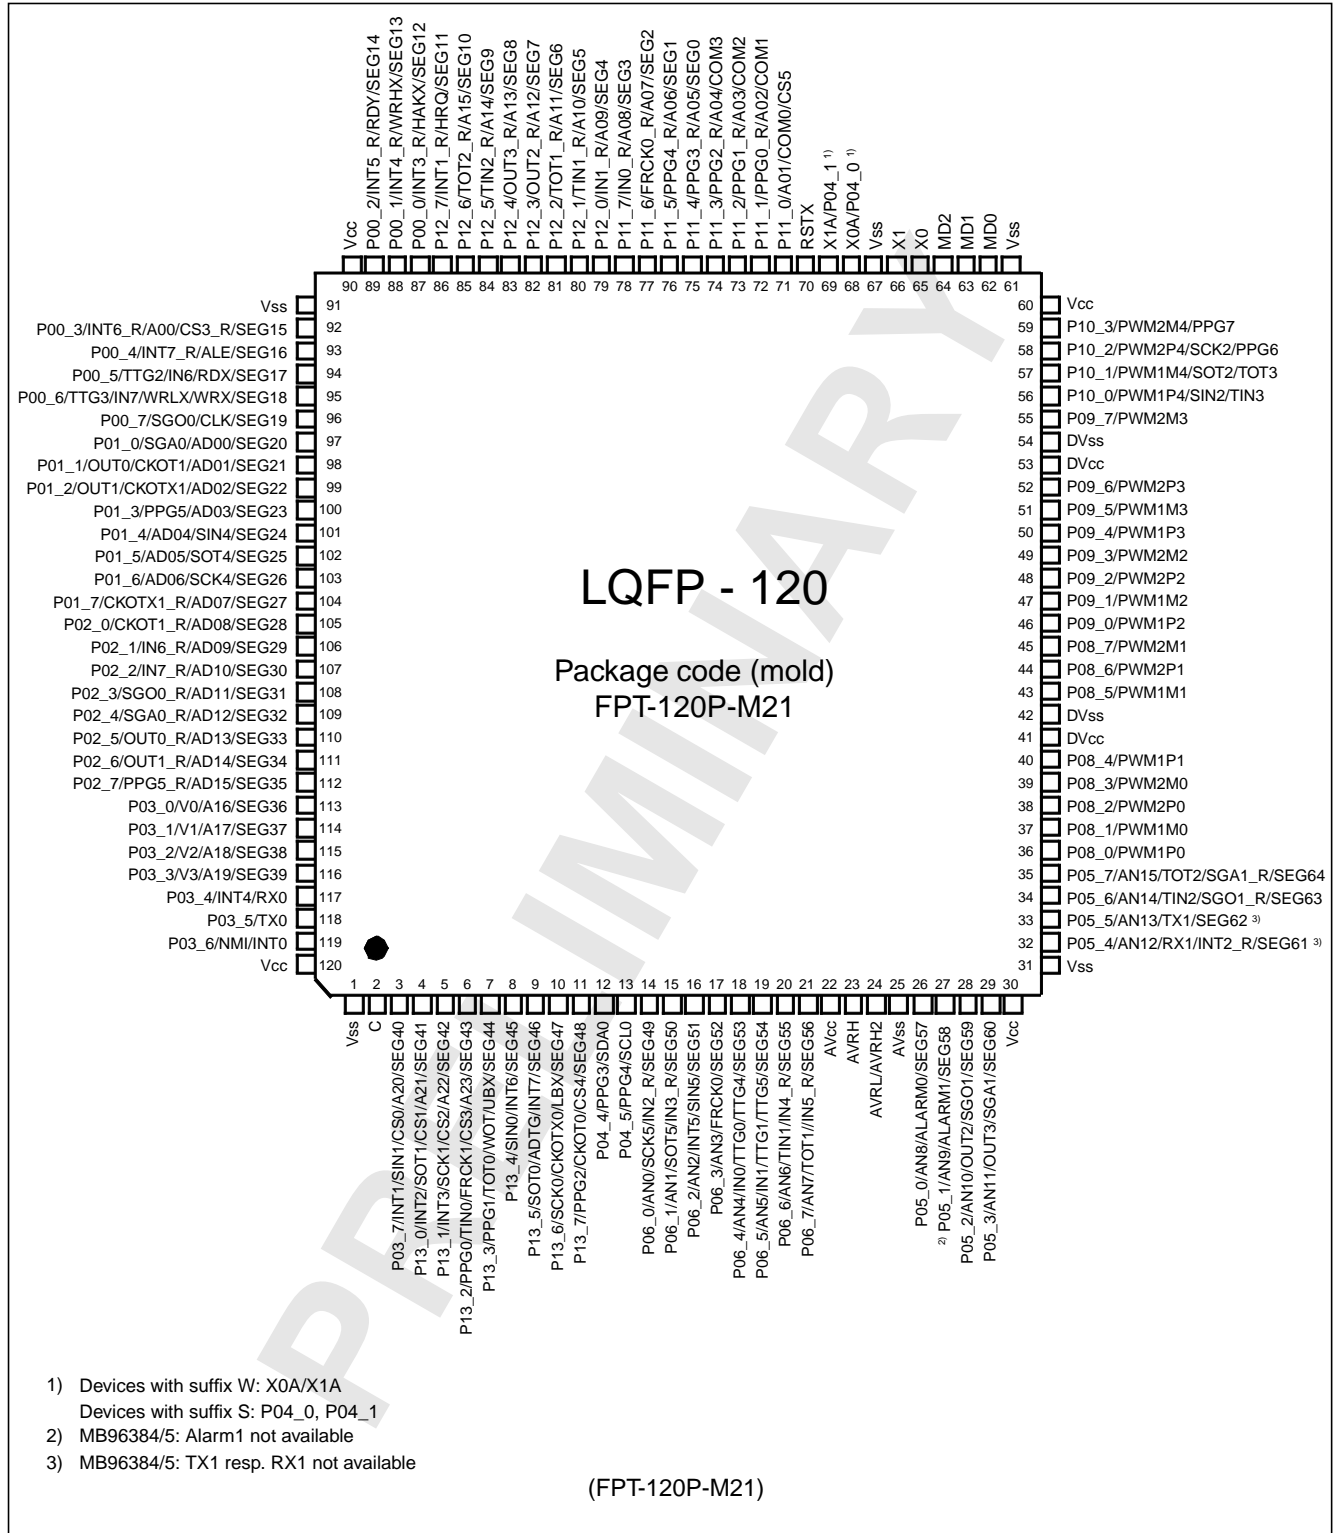 Vcc
P00_2/INT5_R/RDY/SEG14
P00_1/INT4_R/WRHX/SEG13
P00_0/INT3_R/HAKX/SEG12
P12_7/INT1_R/HRQ/SEG11
P12_6/TOT2_R/A15/SEG10
P12_5/TIN2_R/A14/SEG9
P12_4/OUT3_R/A13/SEG8
P12_3/OUT2_R/A12/SEG7
P12_2/TOT1_R/A11/SEG6
P12_1/TIN1_R/A10/SEG5
P12_0/IN1_R/A09/SEG4
P11_7/IN0_R/A08/SEG3
P11_6/FRCK0_R/A07/SEG2
P11_5/PPG4_R/A06/SEG1
P11_4/PPG3_R/A05/SEG0
P11_3/PPG2_R/A04/COM3
P11_2/PPG1_R/A03/COM2
P11_1/PPG0_R/A02/COM1
P11_0/A01/COM0/CS5
RSTX
X1A/P04_1 1)
X0A/P04_0 1)
Vss
X1
X0
MD2
MD1
MD0
Vss
90 89 88 87 86 85 84 83 82 81 80 79 78 77 76 75 74 73 72 71 70 69 68 67 66 65 64 63 62 61
Vss 91
P00_3/INT6_R/A00/CS3_R/SEG15 92
P00_4/INT7_R/ALE/SEG16 93
P00_5/TTG2/IN6/RDX/SEG17 94
P00_6/TTG3/IN7/WRLX/WRX/SEG18 95
P00_7/SGO0/CLK/SEG19 96
P01_0/SGA0/AD00/SEG20 97
P01_1/OUT0/CKOT1/AD01/SEG21 98
P01_2/OUT1/CKOTX1/AD02/SEG22 99
P01_3/PPG5/AD03/SEG23 100
P01_4/AD04/SIN4/SEG24 101
P01_5/AD05/SOT4/SEG25 102
P01_6/AD06/SCK4/SEG26 103
P01_7/CKOTX1_R/AD07/SEG27 104
P02_0/CKOT1_R/AD08/SEG28 105
P02_1/IN6_R/AD09/SEG29 106
P02_2/IN7_R/AD10/SEG30 107
P02_3/SGO0_R/AD11/SEG31 108
P02_4/SGA0_R/AD12/SEG32 109
P02_5/OUT0_R/AD13/SEG33 110
P02_6/OUT1_R/AD14/SEG34 111
P02_7/PPG5_R/AD15/SEG35 112
P03_0/V0/A16/SEG36 113
P03_1/V1/A17/SEG37 114
P03_2/V2/A18/SEG38 115
P03_3/V3/A19/SEG39 116
P03_4/INT4/RX0 117
P03_5/TX0 118
P03_6/NMI/INT0 119
Vcc 120
LQFP - 120
Package code (mold)
FPT-120P-M21
PRELIMINARY
60 Vcc
59 P10_3/PWM2M4/PPG7
58 P10_2/PWM2P4/SCK2/PPG6
57 P10_1/PWM1M4/SOT2/TOT3
56 P10_0/PWM1P4/SIN2/TIN3
55 P09_7/PWM2M3
54 DVss
53 DVcc
52 P09_6/PWM2P3
51 P09_5/PWM1M3
50 P09_4/PWM1P3
49 P09_3/PWM2M2
48 P09_2/PWM2P2
47 P09_1/PWM1M2
46 P09_0/PWM1P2
45 P08_7/PWM2M1
44 P08_6/PWM2P1
43 P08_5/PWM1M1
42 DVss
41 DVcc
40 P08_4/PWM1P1
39 P08_3/PWM2M0
38 P08_2/PWM2P0
37 P08_1/PWM1M0
36 P08_0/PWM1P0
35 P05_7/AN15/TOT2/SGA1_R/SEG64
34 P05_6/AN14/TIN2/SGO1_R/SEG63
33 P05_5/AN13/TX1/SEG62 3)
32 P05_4/AN12/RX1/INT2_R/SEG61 3)
31 Vss
1 2 3 4 5 6 7 8 9 10 11 12 13 14 15 16 17 18 19 20 21 22 23 24 25 26 27 28 29 30
Vss
C
P03_7/INT1/SIN1/CS0/A20/SEG40
P13_0/INT2/SOT1/CS1/A21/SEG41
P13_1/INT3/SCK1/CS2/A22/SEG42
P13_2/PPG0/TIN0/FRCK1/CS3/A23/SEG43
P13_3/PPG1/TOT0/WOT/UBX/SEG44
P13_4/SIN0/INT6/SEG45
P13_5/SOT0/ADTG/INT7/SEG46
P13_6/SCK0/CKOTX0/LBX/SEG47
P13_7/PPG2/CKOT0/CS4/SEG48
P04_4/PPG3/SDA0
P04_5/PPG4/SCL0
P06_0/AN0/SCK5/IN2_R/SEG49
P06_1/AN1/SOT5/IN3_R/SEG50
P06_2/AN2/INT5/SIN5/SEG51
P06_3/AN3/FRCK0/SEG52
P06_4/AN4/IN0/TTG0/TTG4/SEG53
P06_5/AN5/IN1/TTG1/TTG5/SEG54
P06_6/AN6/TIN1/IN4_R/SEG55
P06_7/AN7/TOT1//IN5_R/SEG56
AVcc
AVRH
AVRL/AVRH2
AVss
P05_0/AN8/ALARM0/SEG57
2) P05_1/AN9/ALARM1/SEG58
P05_2/AN10/OUT2/SGO1/SEG59
P05_3/AN11/OUT3/SGA1/SEG60
Vcc
1) Devices with suffix W: X0A/X1A
Devices with suffix S: P04_0, P04_1
2) MB96384/5: Alarm1 not available
3) MB96384/5: TX1 resp. RX1 not available
(FPT-120P-M21)